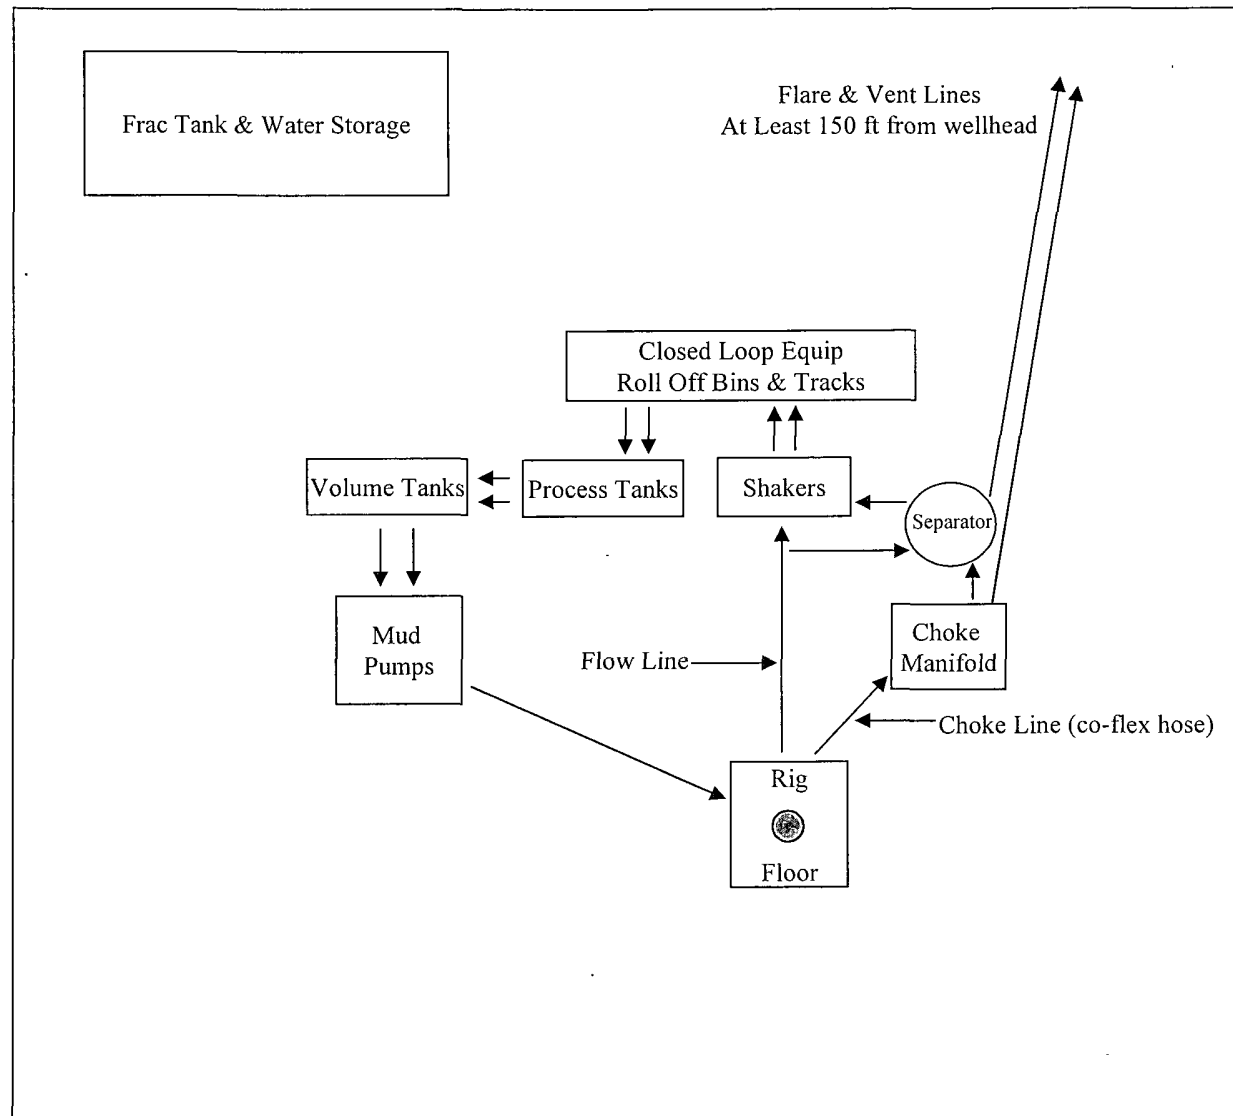 Frac Tank & Water Storage
Flare & Vent Lines
At Least 150 ft from wellhead
Closed Loop Equip
Roll Off Bins & Tracks
Volume Tanks
Process Tanks
Shakers
Separator
Mud
Pumps
Flow Line
Choke
Manifold
Choke Line (co-flex hose)
Rig
Floor